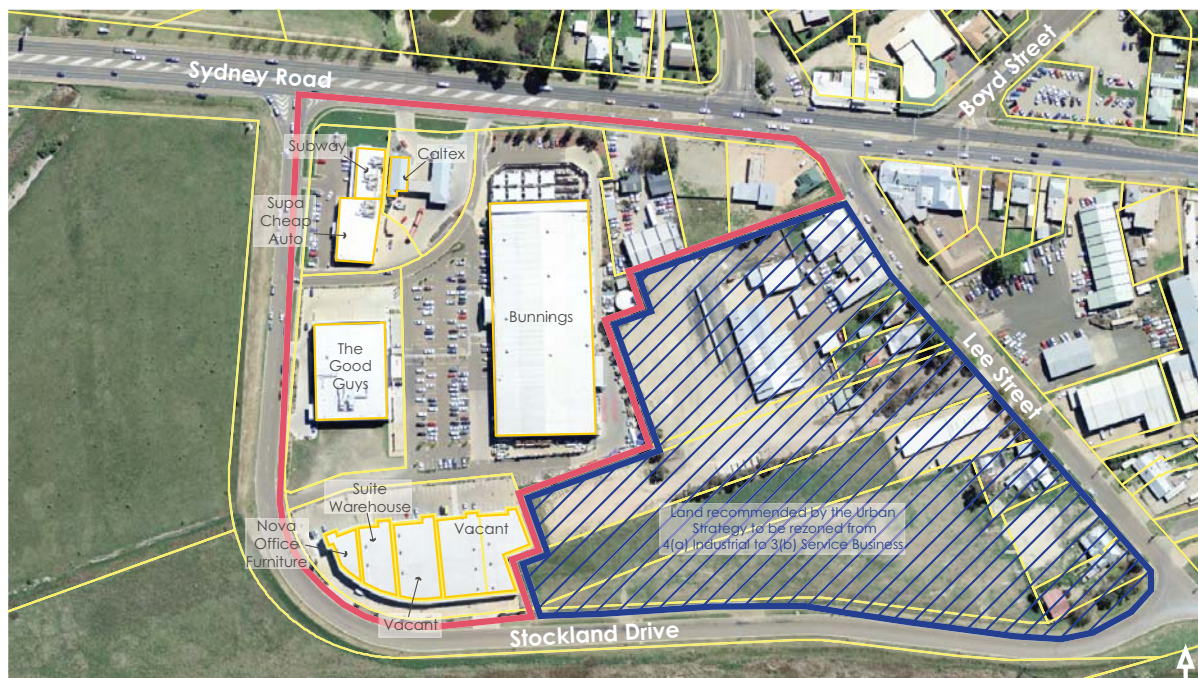 Sydney Road
Boyd Street
Subway
Caltex
Supa
Cheap
Auto
Bunnings
The
Good
Guys
Lee Street
Suite
Warehouse
Vacant
Nova
Office
Furniture
Land recommended by the Urban
Strategy to be rezoned from
4(a) Industrial to 3(b) Service Business
Vacant
Stockland Drive